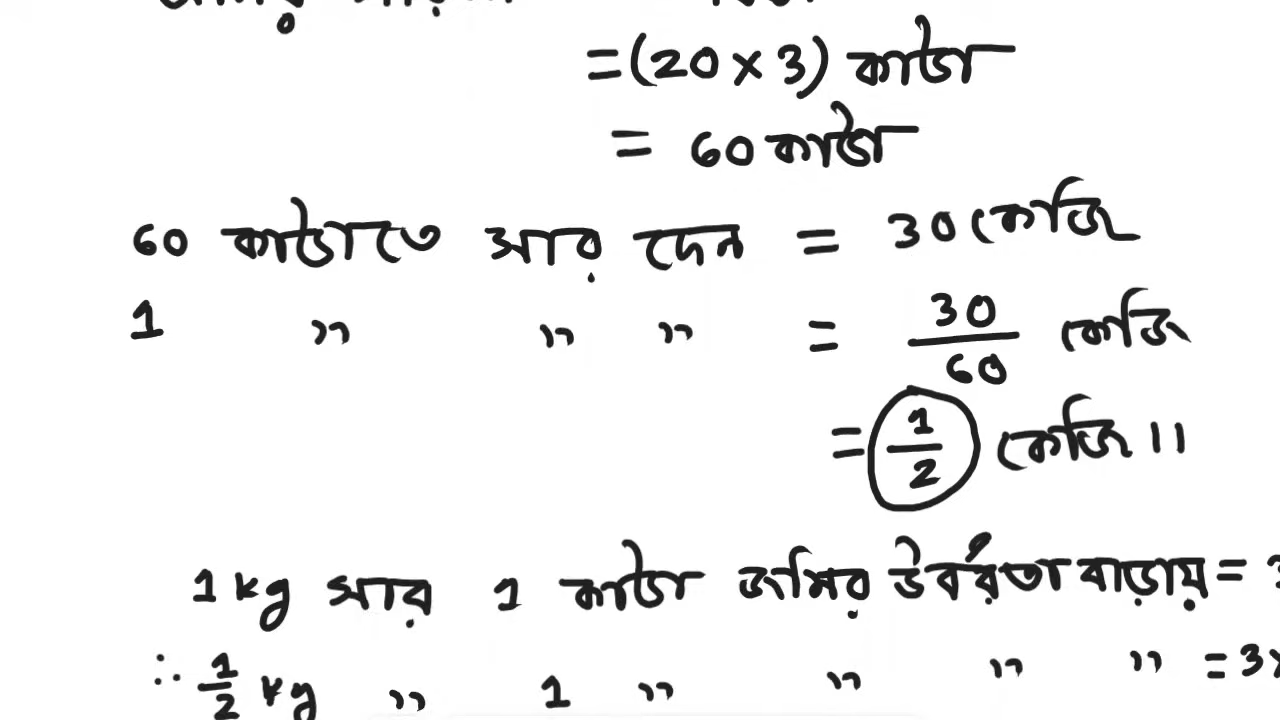 =(20×3) কাঠা
= 60 কাঠা
60 কাঠাতে সার দেন = 30 কেজি
1 " " " = 30/60 কেজি
= 1/2 কেজি ।।
1 kg সার 1 কাঠা জমির উর্বরতা বাড়ায় =
∴ 1/2 kg " 1 " " " " = 3×